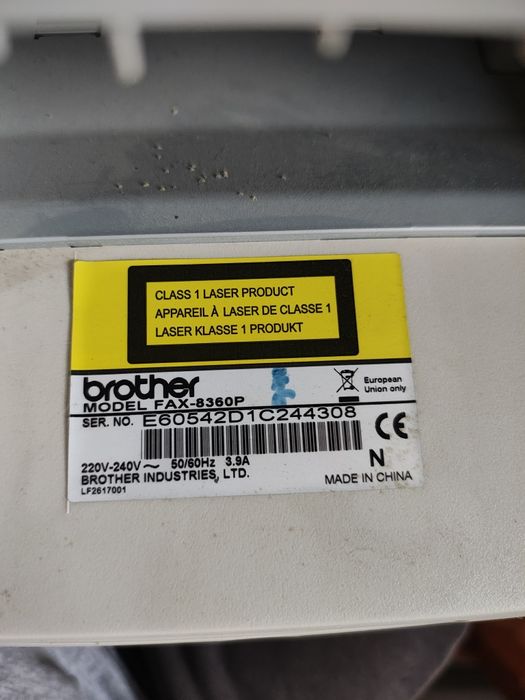 CLASS 1 LASER PRODUCT
APPAREIL À LASER DE CLASSE 1
LASER KLASSE 1 PRODUKT
brother
MODEL FAX-8360P
European
Union only
SER. NO. E60542D1C244308
CE
220V-240V~ 50/60Hz 3.9A
N
BROTHER INDUSTRIES, LTD.
MADE IN CHINA
LF2617001